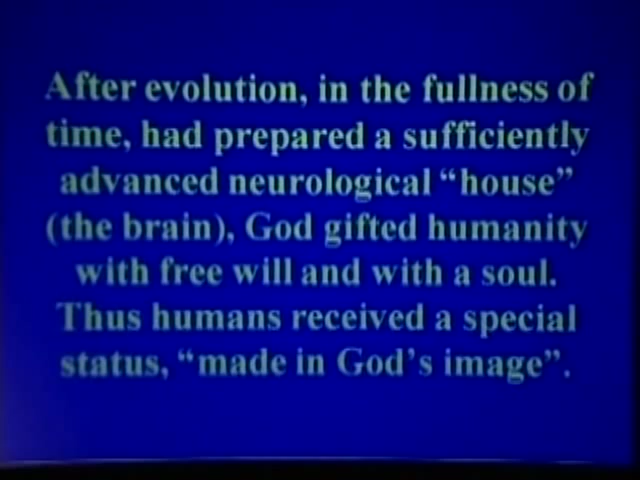 After evolution, in the fullness of
time, had prepared a sufficiently
advanced neurological “house”
(the brain), God gifted humanity
with free will and with a soul.
Thus humans received a special
status, “made in God’s image”.